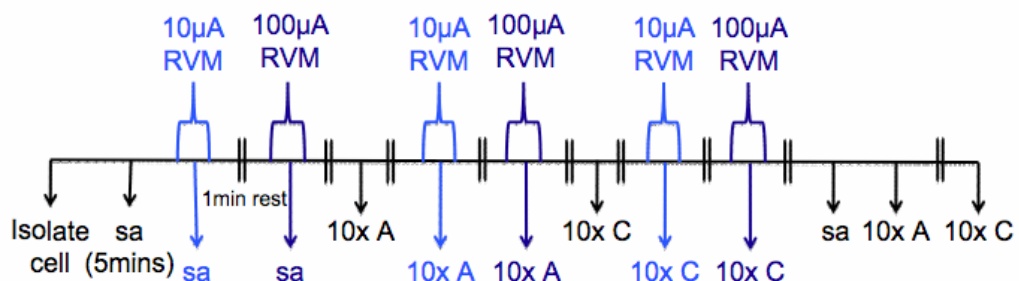 10µA 100µA 10µA 100µA 10µA 100µA
RVM RVM RVM RVM RVM RVM
1min rest
Isolate sa 10x A 10x C sa 10x A 10x C
cell (5mins) sa sa 10x A 10x A 10x C 10x C